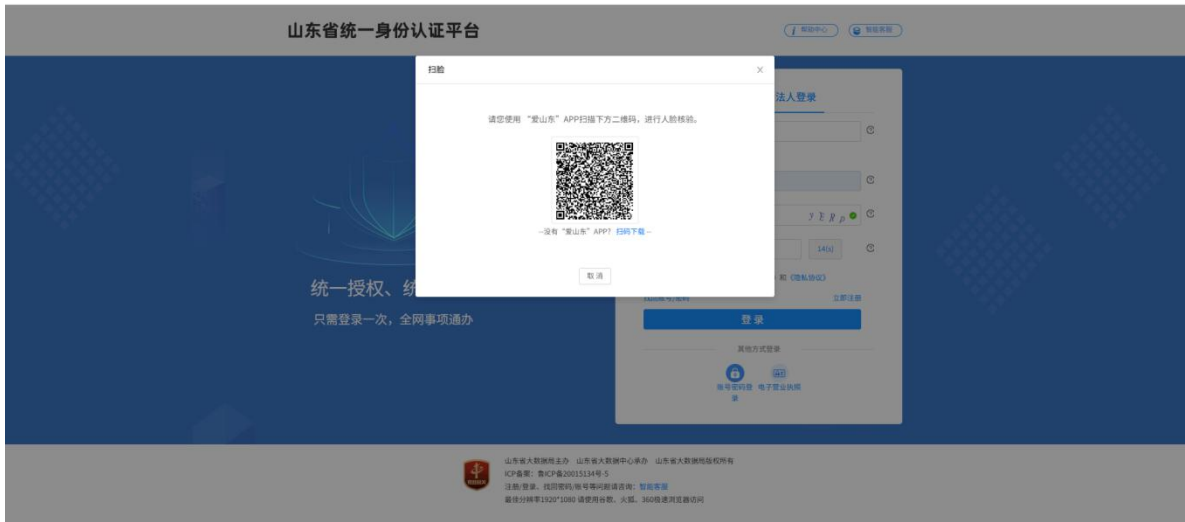 山东省统一身份认证平台
帮助中心
智能客服
扫脸
X
法人登录
请您使用“爱山东”APP扫描下方二维码，进行人脸核验。
--没有“爱山东”APP？扫码下载--
14(s)
取 消
和《隐私协议》
统一授权、统
立即注册
只需登录一次，全网事项通办
登 录
其他方式登录
账号密码登录
电子营业执照
山东省大数据局主办 山东省大数据中心承办 山东省大数据局版权所有
ICP备案：鲁ICP备20015134号-5
注册/登录、找回密码/账号等问题请咨询：智能客服
最佳分辨率1920*1080 请使用谷歌、火狐、360极速浏览器访问